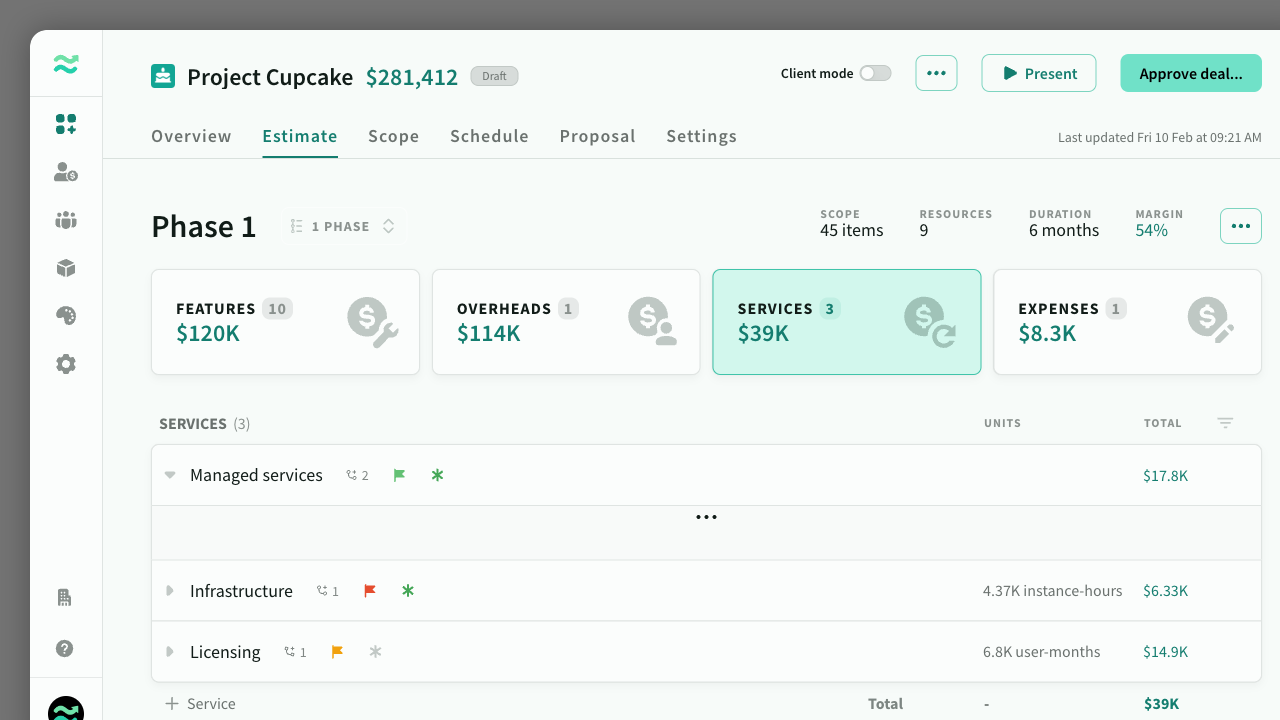 Project Cupcake $281,412 Draft
Client mode
Present
Approve deal...
Overview Estimate Scope Schedule Proposal Settings
Last updated Fri 10 Feb at 09:21 AM
Phase 1
1 PHASE
SCOPE RESOURCES DURATION MARGIN
45 items 9 6 months 54%
FEATURES 10
$120K
OVERHEADS 1
$114K
SERVICES 3
$39K
EXPENSES 1
$8.3K
SERVICES (3) UNITS TOTAL
Managed services 2 $17.8K
Infrastructure 1 4.37K instance-hours $6.33K
Licensing 1 6.8K user-months $14.9K
+ Service Total - $39K